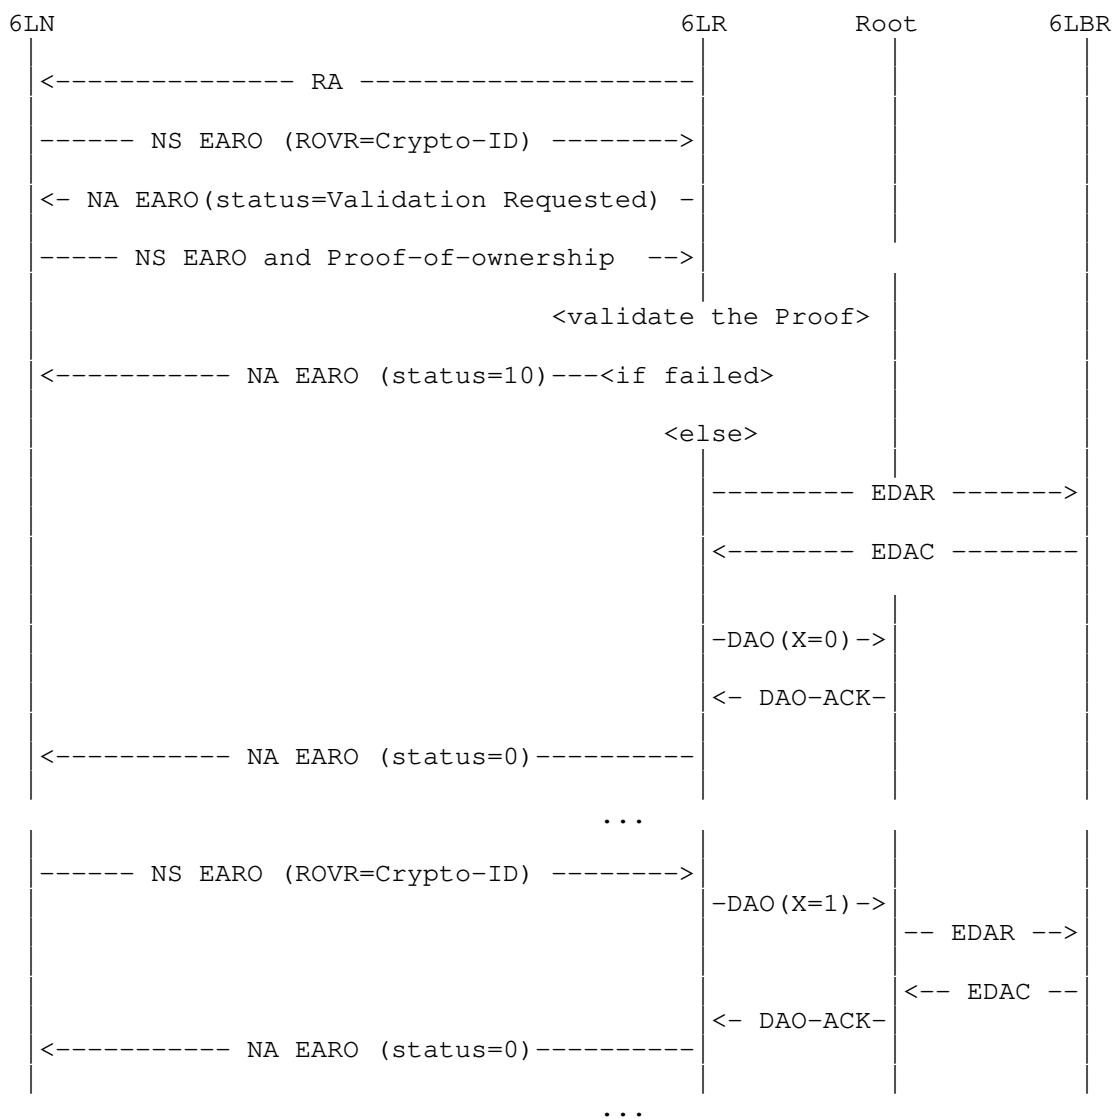 6LN 6LR Root 6LBR
<--------------- RA ---------------------
------ NS EARO (ROVR=Crypto-ID) -------->
<- NA EARO(status=Validation Requested) -
----- NS EARO and Proof-of-ownership -->
<validate the Proof>
<----------- NA EARO (status=10)---<if failed>
<else>
--------- EDAR ------->
<-------- EDAC --------
-DAO(X=0)->
<- DAO-ACK-
<----------- NA EARO (status=0)----------
...
------ NS EARO (ROVR=Crypto-ID) -------->
-DAO(X=1)->
-- EDAR -->
<-- EDAC --
<- DAO-ACK-
<----------- NA EARO (status=0)----------
...